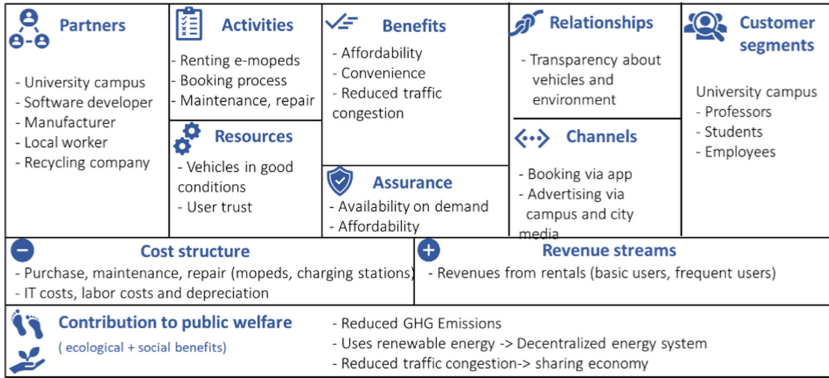 Partners
- University campus
- Software developer
- Manufacturer
- Local worker
- Recycling company
Activities
- Renting e-mopeds
- Booking process
- Maintenance, repair
Resources
- Vehicles in good
conditions
- User trust
Benefits
- Affordability
- Convenience
- Reduced traffic
congestion
Assurance
- Availability on demand
- Affordability
Relationships
- Transparency about
vehicles and
environment
Channels
- Booking via app
- Advertising via
campus and city
media
Customer
segments
University campus
- Professors
- Students
- Employees
Cost structure
- Purchase, maintenance, repair (mopeds, charging stations)
- IT costs, labor costs and depreciation
Revenue streams
- Revenues from rentals (basic users, frequent users)
Contribution to public welfare
( ecological + social benefits)
- Reduced GHG Emissions
- Uses renewable energy -> Decentralized energy system
- Reduced traffic congestion-> sharing economy